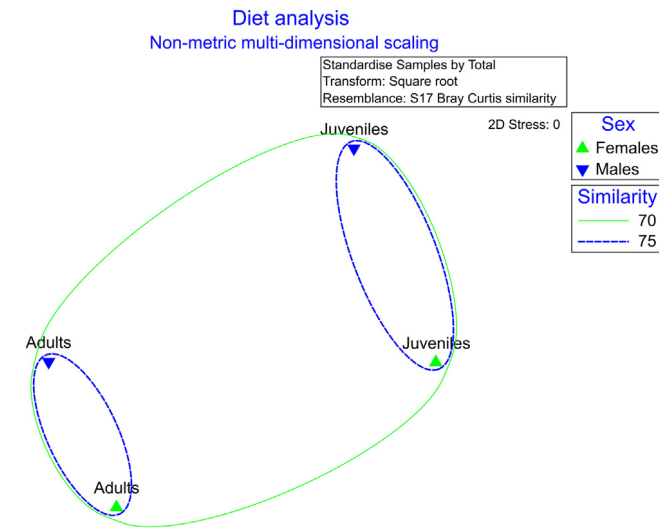 Diet analysis
Non-metric multi-dimensional scaling
Standardise Samples by Total
Transform: Square root
Resemblance: S17 Bray Curtis similarity
2D Stress: 0
Sex
Females
Males
Similarity
70
75
Juveniles
Adults
Juveniles
Adults